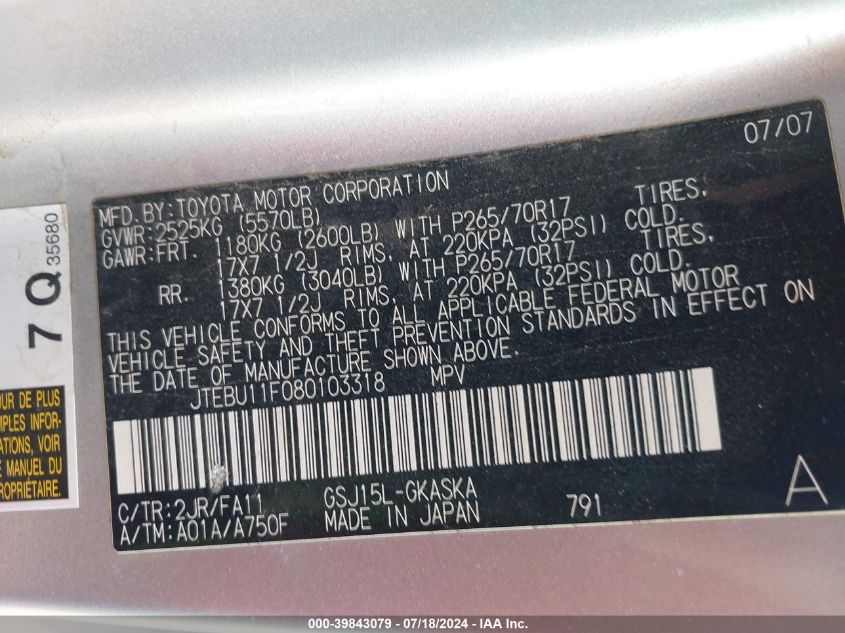 07/07
MFD. BY: TOYOTA MOTOR CORPORATION
GVWR: 2525KG (5570LB)
GAWR: FRT. 1180KG (2600LB) WITH P265/70R17 TIRES,
17X7 1/2J RIMS, AT 220KPA (32PSI) COLD.
RR. 1380KG (3040LB) WITH P265/70R17 TIRES,
17X7 1/2J RIMS, AT 220KPA (32PSI) COLD.
THIS VEHICLE CONFORMS TO ALL APPLICABLE FEDERAL MOTOR
VEHICLE SAFETY AND THEFT PREVENTION STANDARDS IN EFFECT ON
THE DATE OF MANUFACTURE SHOWN ABOVE.
JTEBU11F080103318 MPV
C/TR: 2JR/FA11 GSJ15L-GKASKA
A/TM: A01A/A750F MADE IN JAPAN 791 A
7 Q 35680
UR DE PLUS
MPLES INFOR-
ATIONS, VOIR
MANUEL DU
PROPRIÉTAIRE.
000-39843079 - 07/18/2024 - IAA Inc.